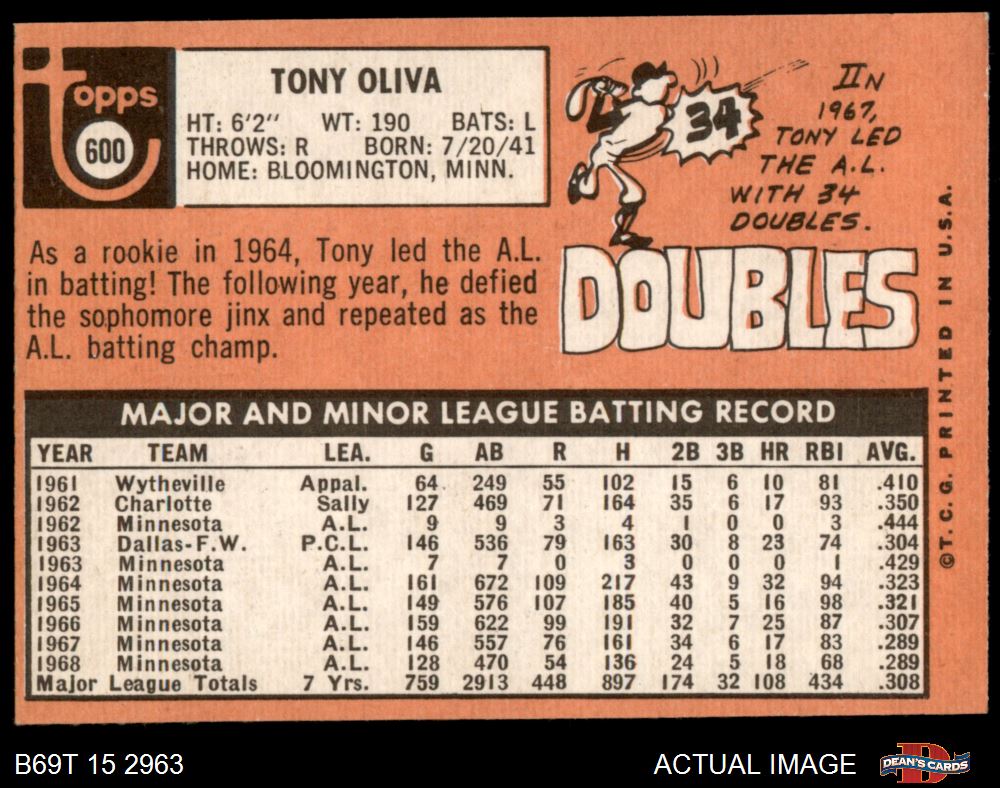 Topps
600
TONY OLIVA
HT: 6'2" WT: 190 BATS: L
THROWS: R BORN: 7/20/41
HOME: BLOOMINGTON, MINN.
34
IN
1967,
TONY LED
THE A.L.
WITH 34
DOUBLES.
DOUBLES
As a rookie in 1964, Tony led the A.L.
in batting! The following year, he defied
the sophomore jinx and repeated as the
A.L. batting champ.
MAJOR AND MINOR LEAGUE BATTING RECORD
YEAR TEAM LEA. G AB R H 2B 3B HR RBI AVG.
1961 Wytheville Appal. 64 249 55 102 15 6 10 81 .410
1962 Charlotte Sally 127 469 71 164 35 6 17 93 .350
1962 Minnesota A.L. 9 9 3 4 1 0 0 3 .444
1963 Dallas-F.W. P.C.L. 146 536 79 163 30 8 23 74 .304
1963 Minnesota A.L. 7 7 0 3 0 0 0 1 .429
1964 Minnesota A.L. 161 672 109 217 43 9 32 94 .323
1965 Minnesota A.L. 149 576 107 185 40 5 16 98 .321
1966 Minnesota A.L. 159 622 99 191 32 7 25 87 .307
1967 Minnesota A.L. 146 557 76 161 34 6 17 83 .289
1968 Minnesota A.L. 128 470 54 136 24 5 18 68 .289
Major League Totals 7 Yrs. 759 2913 448 897 174 32 108 434 .308
©T.C.G. PRINTED IN U.S.A.
B69T 15 2963
ACTUAL IMAGE
D
DEAN'S CARDS